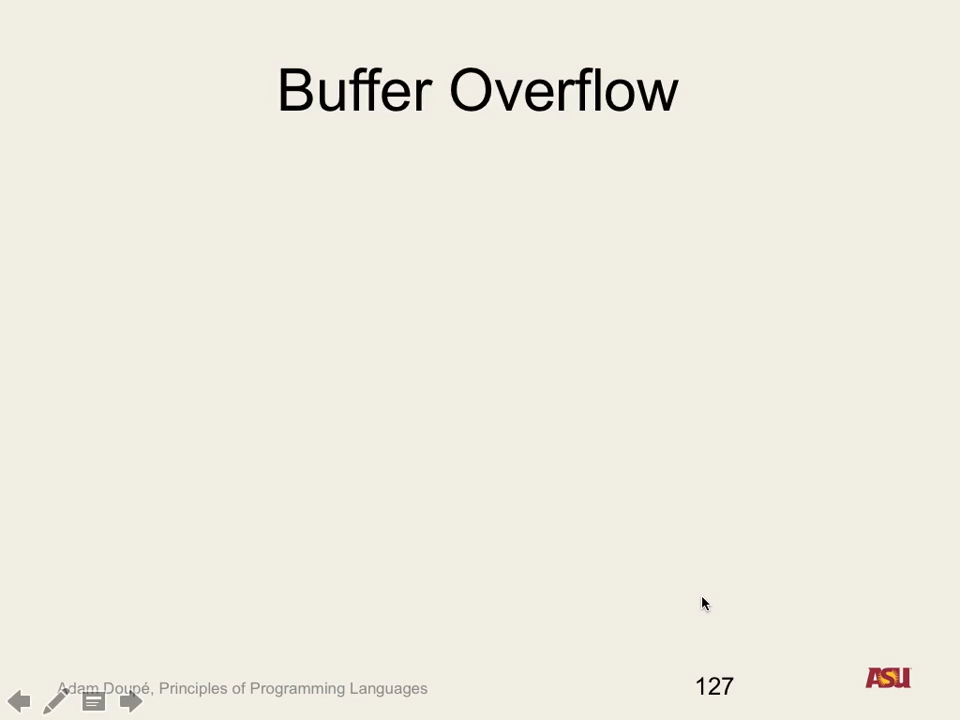 Buffer Overflow
Adam Doupé, Principles of Programming Languages
127
ASU